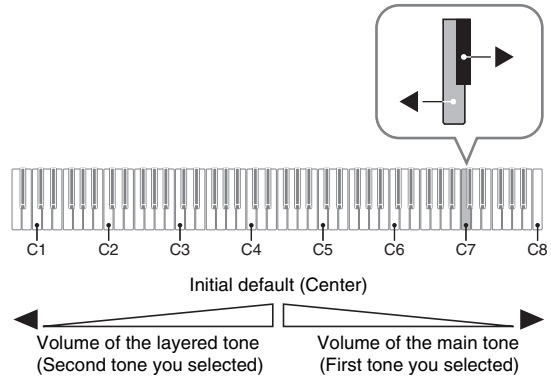 C1 C2 C3 C4 C5 C6 C7 C8
Initial default (Center)
Volume of the layered tone
(Second tone you selected)
Volume of the main tone
(First tone you selected)